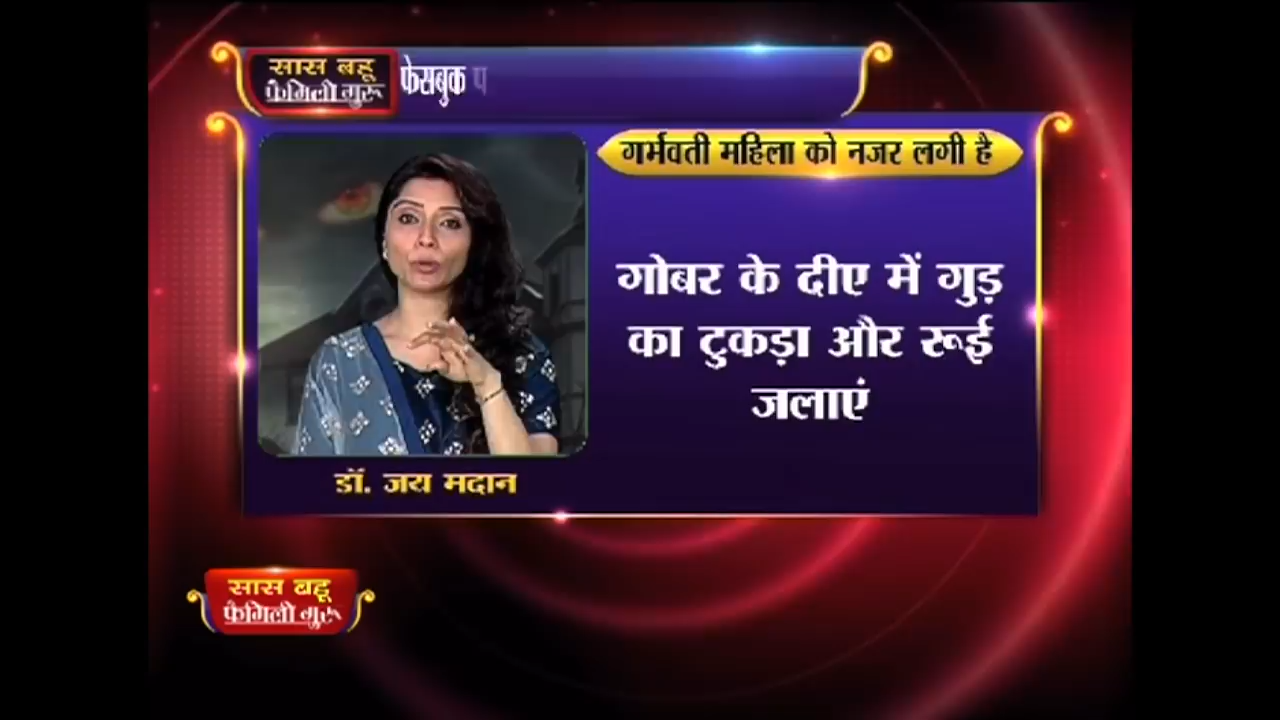 सास बहू
फेमिली गुरू
फेसबुक प
गर्भवती महिला को नजर लगी है
गोबर के दीए में गुड़
का टुकड़ा और रूई
जलाएं
डॉ. जय मदान
सास बहू
फेमिली गुरू